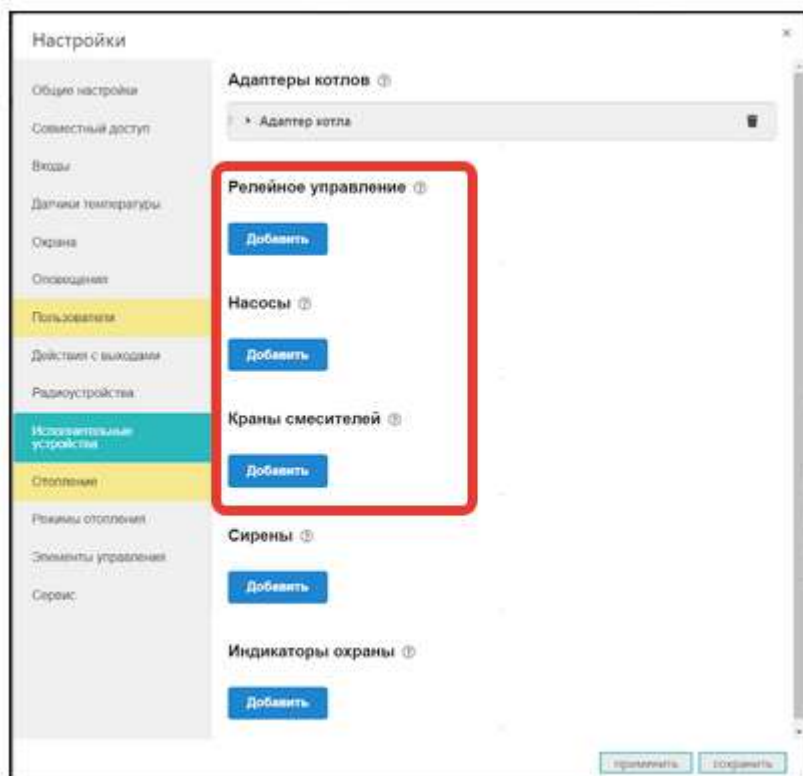 Настройки
Общие настройки
Совместный доступ
Входы
Датчики температуры
Охрана
Оповещения
Пользователи
Действия с выходами
Радиоустройства
Исполнительные
устройства
Отопление
Режимы отопления
Элементы управления
Сервис
Адаптеры котлов
Адаптер котла
Релейное управление
Добавить
Насосы
Добавить
Краны смесителей
Добавить
Сирены
Добавить
Индикаторы охраны
Добавить
применить
сохранить